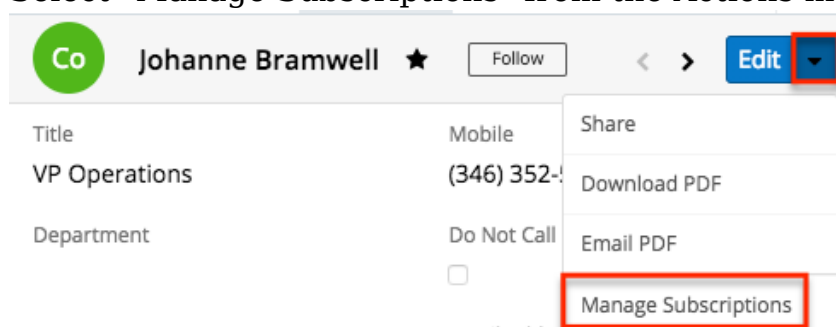 Co Johanne Bramwell ★ Follow < > Edit
Title Mobile Share
VP Operations (346) 352- Download PDF
Department Do Not Call Email PDF
Manage Subscriptions